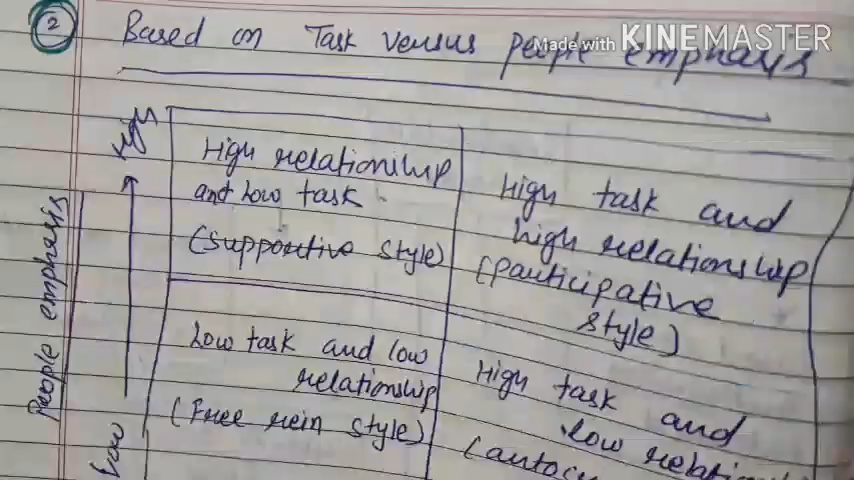 2
Based on Task versus people emphasis
Made with KINEMASTER
High
High relationship
and Low task
(Supportive style)
High task and
high relationship
(Participative
style)
People emphasis
Low task and low
relationship
(Free rein style)
High task and
low
Low